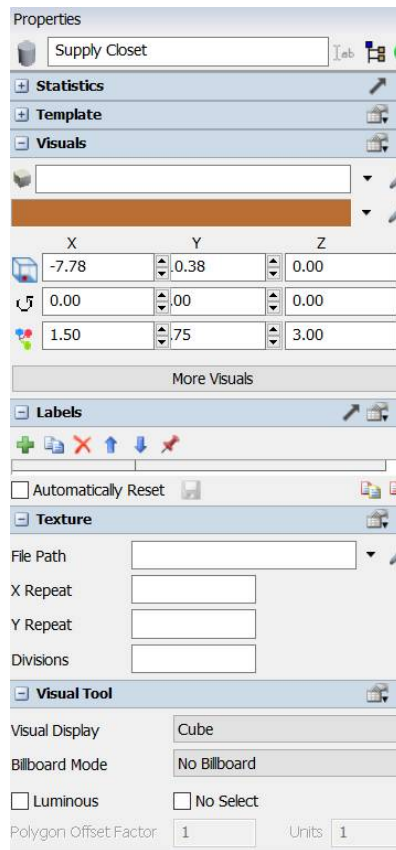 Properties
Supply Closet
Statistics
Template
Visuals
X Y Z
-7.78 .0.38 0.00
0.00 .00 0.00
1.50 .75 3.00
More Visuals
Labels
Automatically Reset
Texture
File Path
X Repeat
Y Repeat
Divisions
Visual Tool
Visual Display Cube
Billboard Mode No Billboard
Luminous No Select
Polygon Offset Factor 1 Units 1